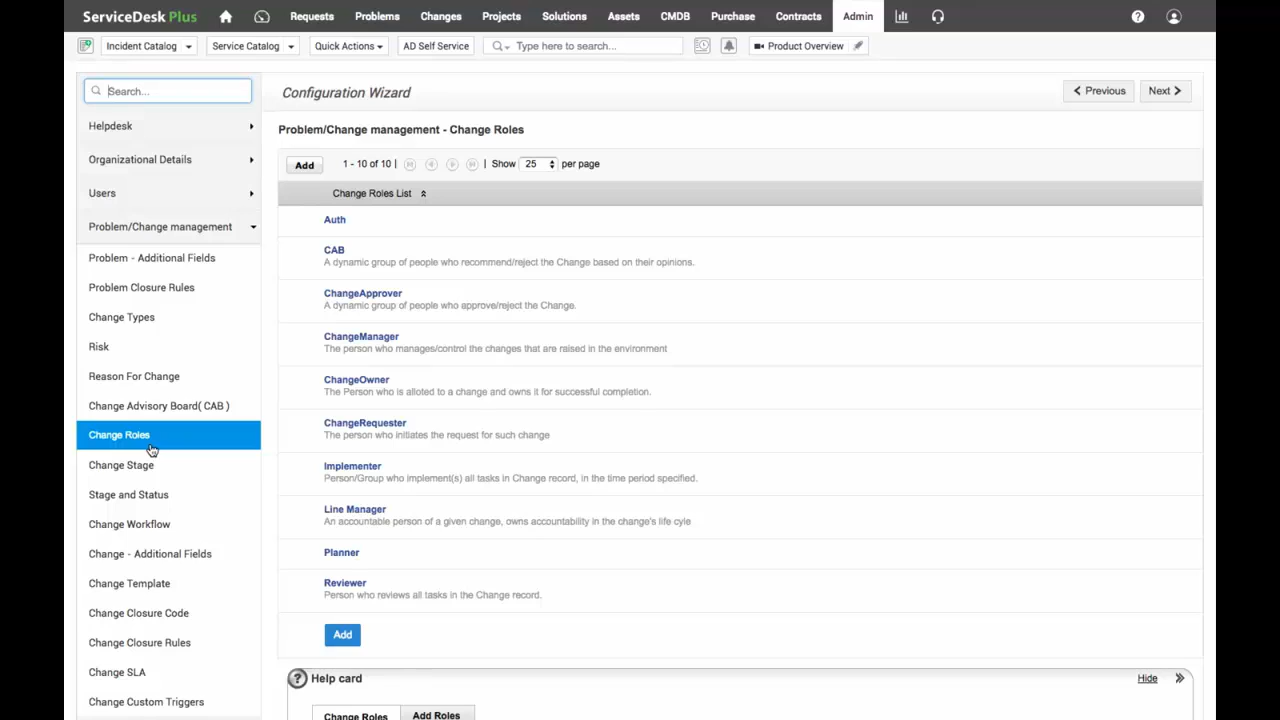 ServiceDesk Plus
Requests
Problems
Changes
Projects
Solutions
Assets
CMDB
Purchase
Contracts
Admin
Incident Catalog
Service Catalog
Quick Actions
AD Self Service
Type here to search...
Product Overview
Search...
Helpdesk
Organizational Details
Users
Problem/Change management
Problem - Additional Fields
Problem Closure Rules
Change Types
Risk
Reason For Change
Change Advisory Board( CAB )
Change Roles
Change Stage
Stage and Status
Change Workflow
Change - Additional Fields
Change Template
Change Closure Code
Change Closure Rules
Change SLA
Change Custom Triggers
Configuration Wizard
Previous
Next
Problem/Change management - Change Roles
Add
1 - 10 of 10 |
| Show 25 per page
Change Roles List
Auth
CAB
A dynamic group of people who recommend/reject the Change based on their opinions.
ChangeApprover
A dynamic group of people who approve/reject the Change.
ChangeManager
The person who manages/control the changes that are raised in the environment
ChangeOwner
The Person who is alloted to a change and owns it for successful completion.
ChangeRequester
The person who initiates the request for such change
Implementer
Person/Group who implement(s) all tasks in Change record, in the time period specified.
Line Manager
An accountable person of a given change, owns accountability in the change's life cyle
Planner
Reviewer
Person who reviews all tasks in the Change record.
Add
? Help card
Hide
Change Roles
Add Roles